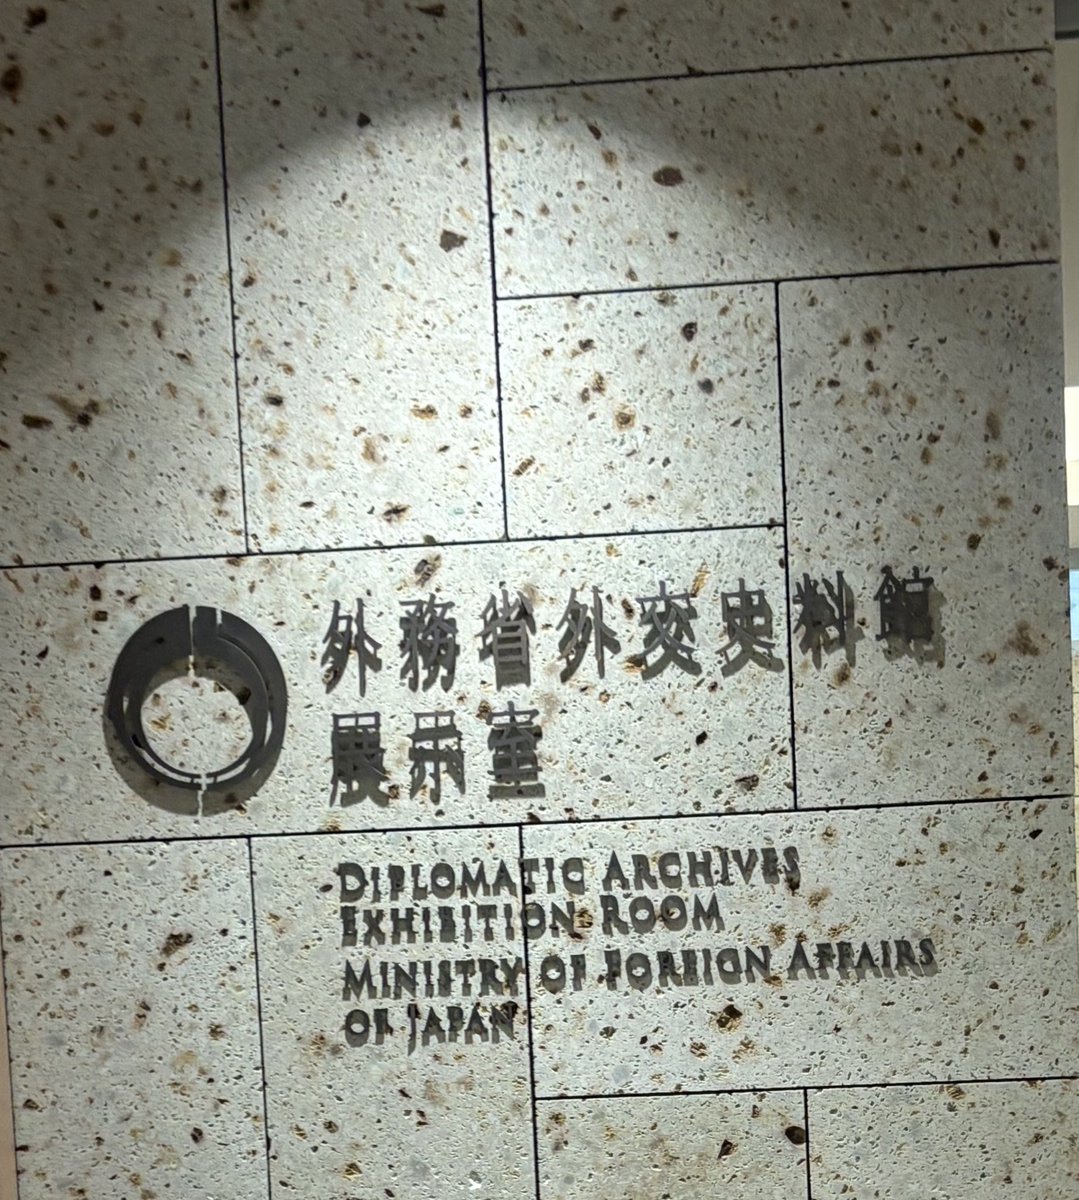 外務省外交史料館
展示室
DIPLOMATIC ARCHIVES
EXHIBITION ROOM
MINISTRY OF FOREIGN AFFAIRS
OF JAPAN